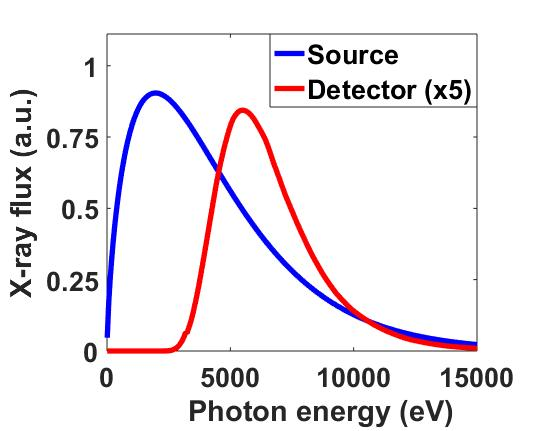 Source
Detector (x5)
X-ray flux (a.u.)
1
0.75
0.5
0.25
0
0 5000 10000 15000
Photon energy (eV)